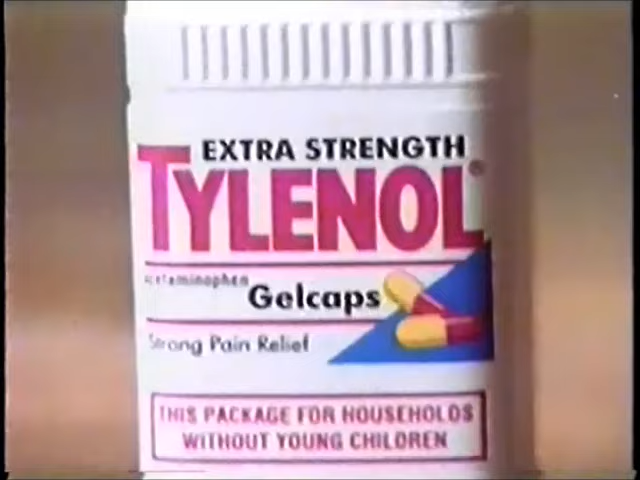 EXTRA STRENGTH
TYLENOL®
acetaminophen
Gelcaps
Strong Pain Relief
THIS PACKAGE FOR HOUSEHOLDS
WITHOUT YOUNG CHILDREN